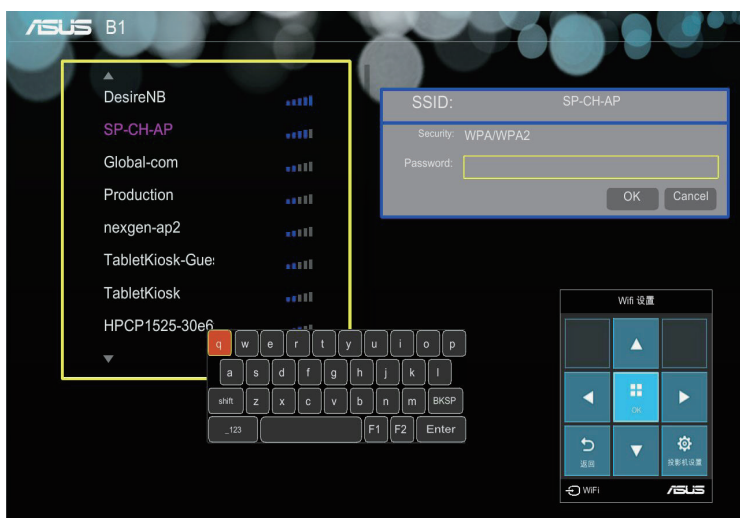 ASUS B1
DesireNB
SP-CH-AP
Global-com
Production
nexgen-ap2
TabletKiosk-Gues
TabletKiosk
HPCP1525-30e6
SSID: SP-CH-AP
Security: WPA/WPA2
Password:
OK Cancel
q w e r t y u i o p
a s d f g h j k l
shift z x c v b n m BKSP
_123 F1 F2 Enter
Wifi 设置
OK
返回 投影机设置
WiFi ASUS